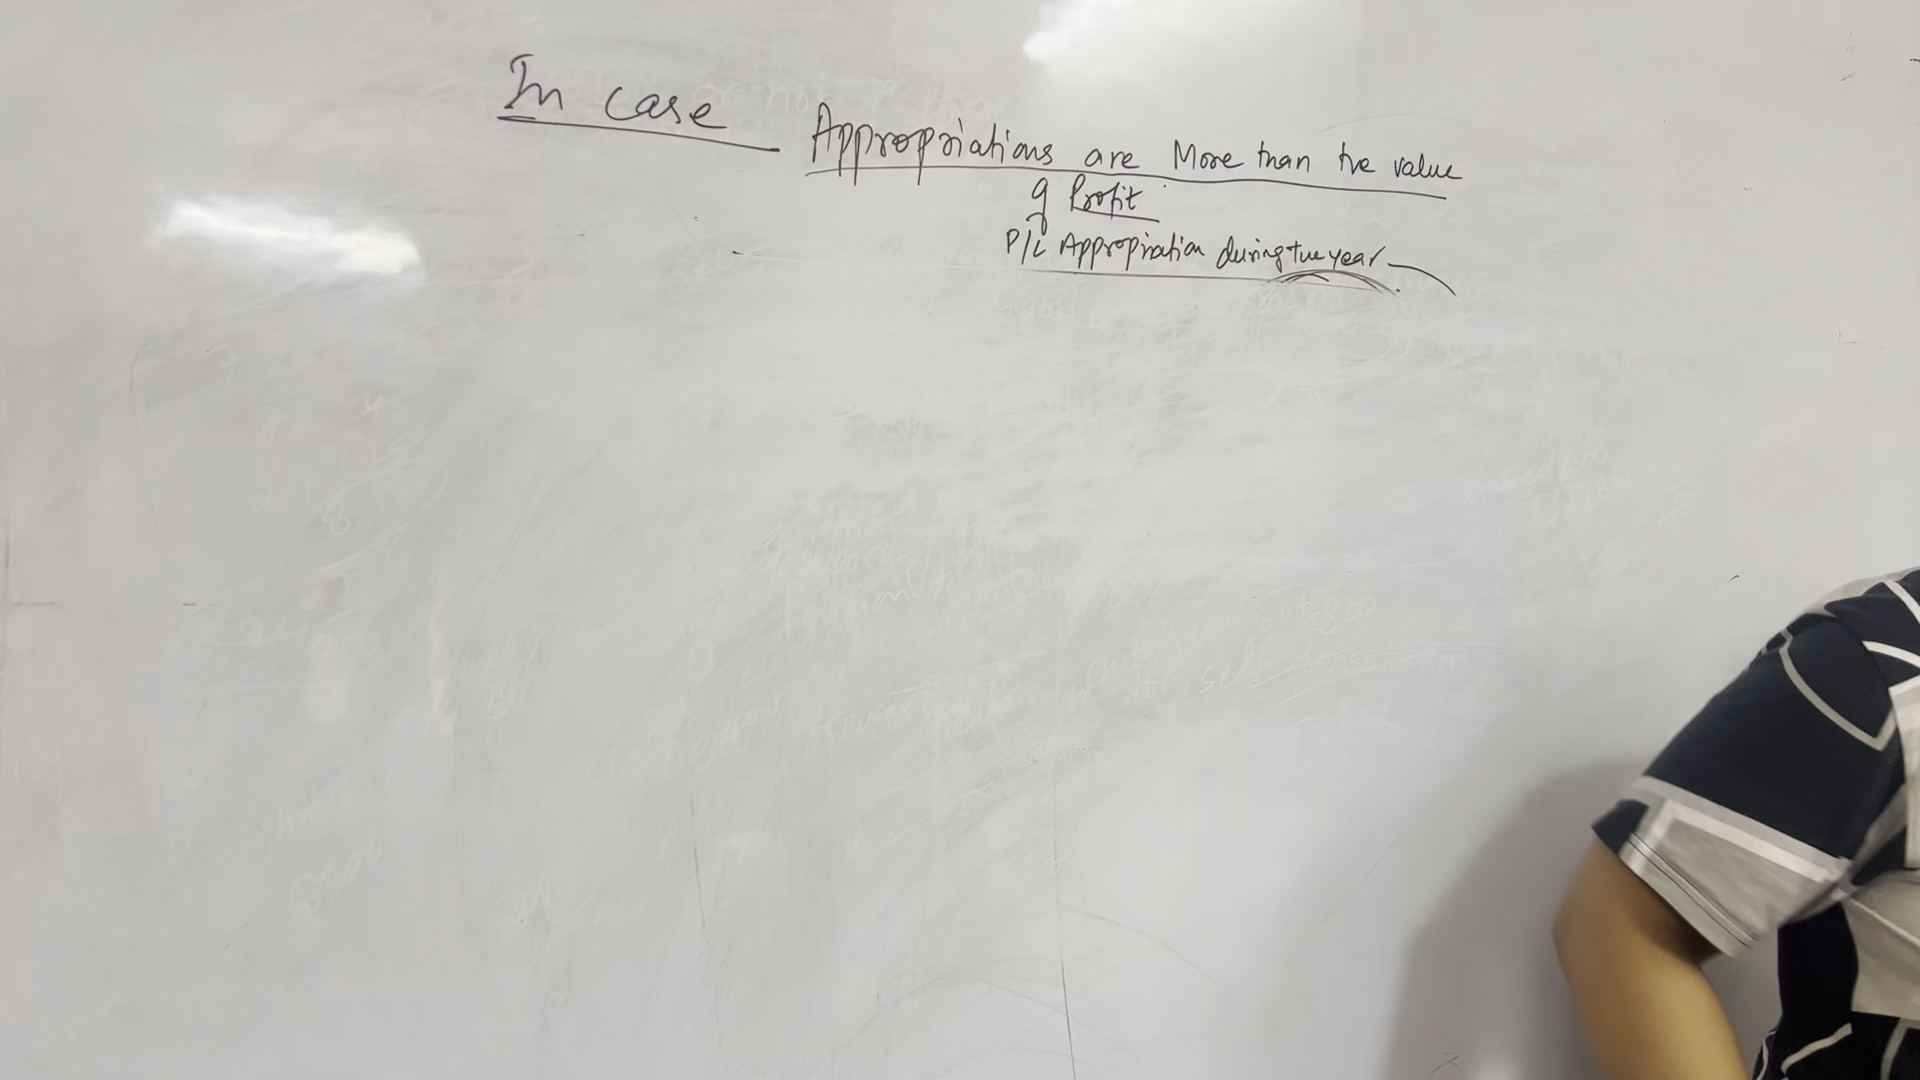 In case Appropriations are More than the value
of Profit
P/L Appropriation during the year